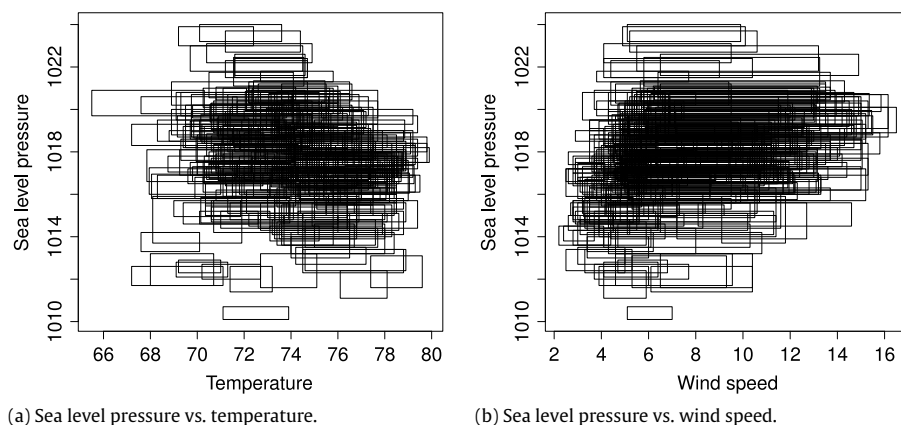 Sea level pressure
1022
1018
1014
1010
66 68 70 72 74 76 78 80
Temperature
(a) Sea level pressure vs. temperature.
Sea level pressure
1022
1018
1014
1010
2 4 6 8 10 12 14 16
Wind speed
(b) Sea level pressure vs. wind speed.